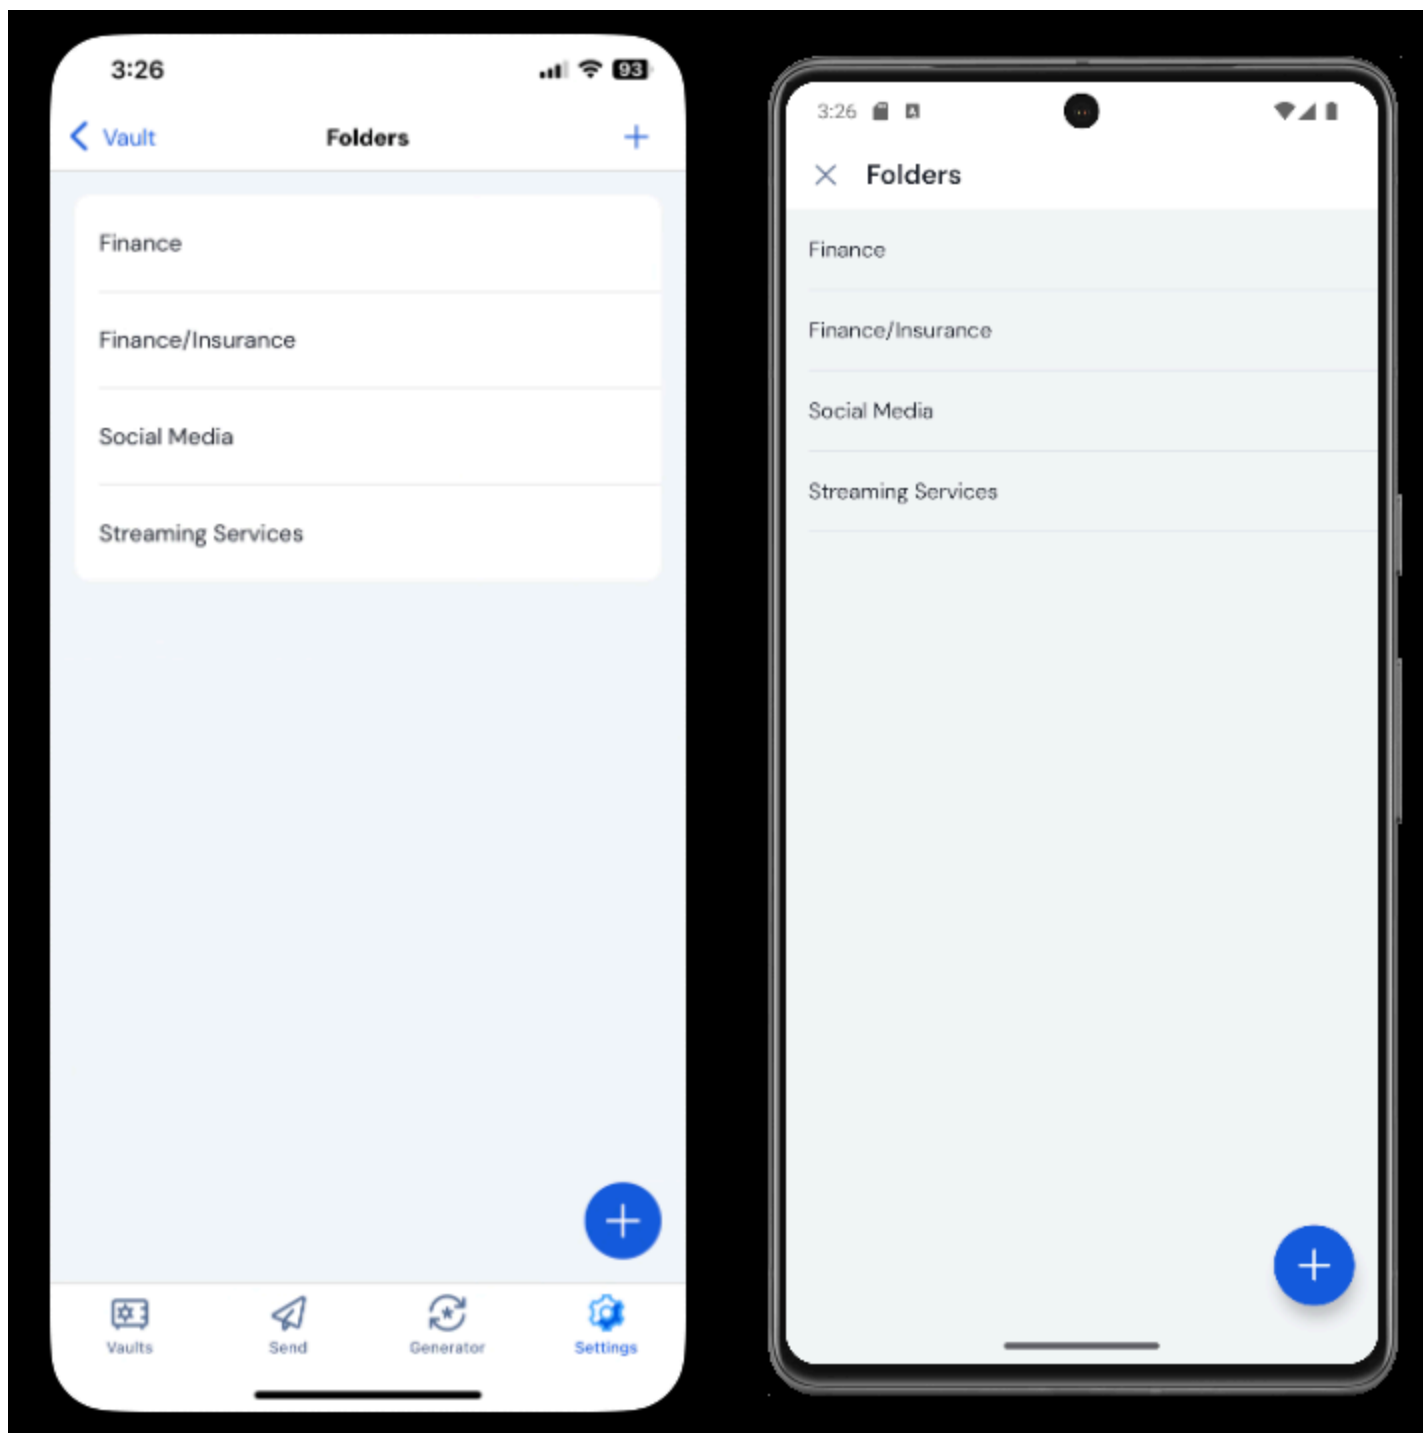 3:26
93
Vault
Folders
Finance
Finance/Insurance
Social Media
Streaming Services
Vaults
Send
Generator
Settings
3:26
Folders
Finance
Finance/Insurance
Social Media
Streaming Services